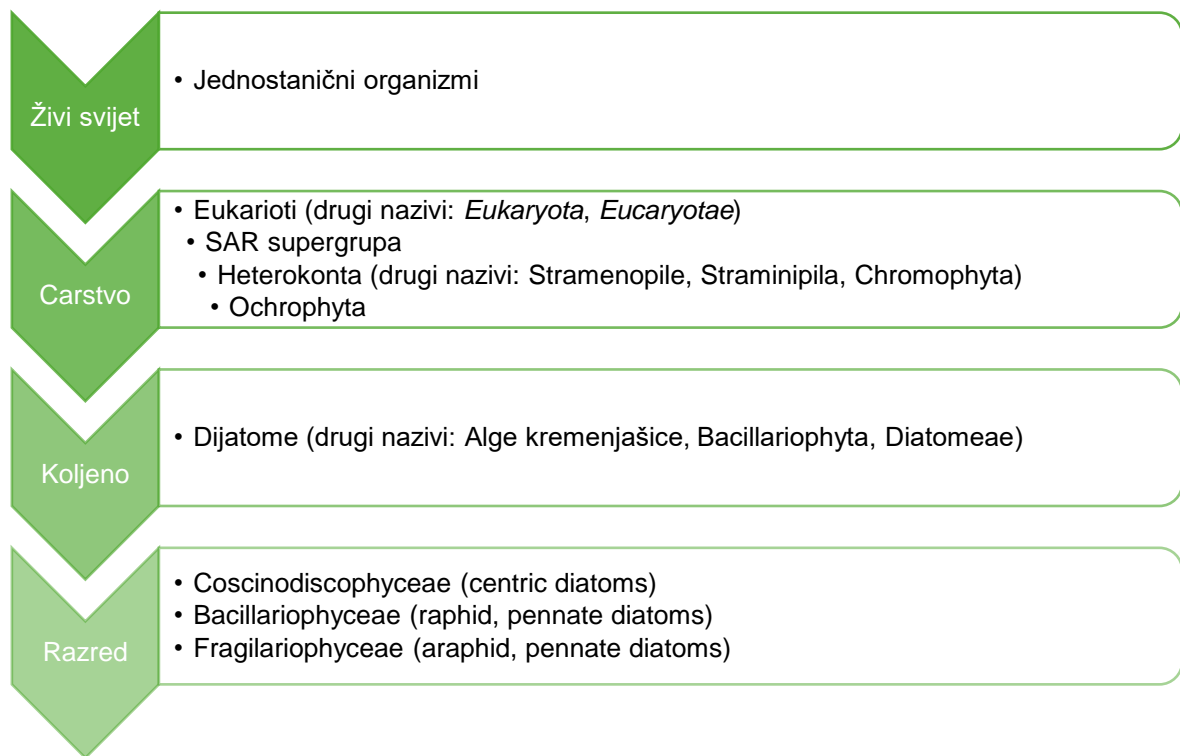 Živi svijet
• Jednostanični organizmi
Carstvo
• Eukarioti (drugi nazivi: Eukaryota, Eucaryotae)
• SAR supergrupa
• Heterokonta (drugi nazivi: Stramenopile, Straminipila, Chromophyta)
• Ochrophyta
Koljeno
• Dijatome (drugi nazivi: Alge kremenjašice, Bacillariophyta, Diatomeae)
Razred
• Coscinodiscophyceae (centric diatoms)
• Bacillariophyceae (raphid, pennate diatoms)
• Fragilariophyceae (araphid, pennate diatoms)